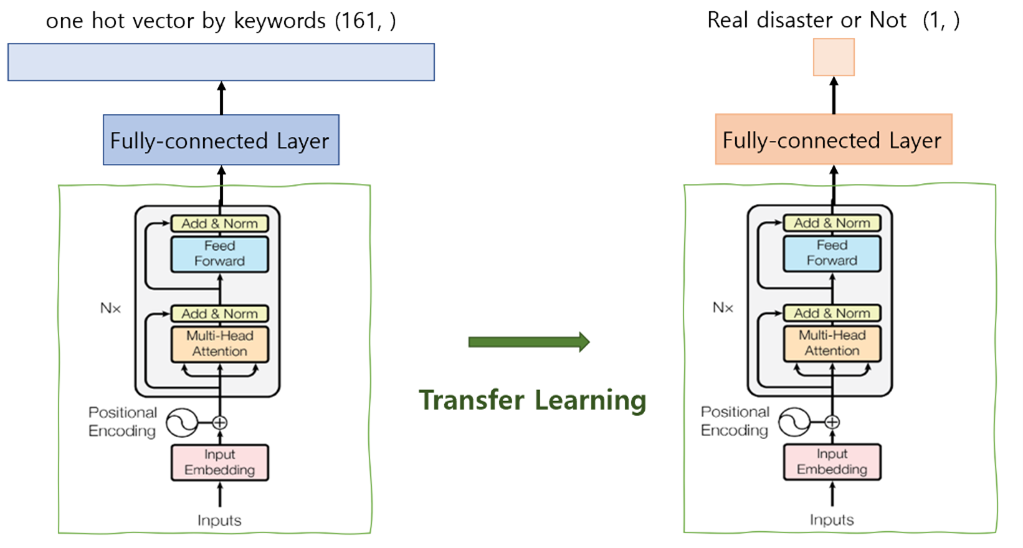 one hot vector by keywords (161, )
Fully-connected Layer
Add & Norm
Feed
Forward
Nx
Add & Norm
Multi-Head
Attention
Positional
Encoding
Input
Embedding
Inputs
Transfer Learning
Real disaster or Not (1, )
Fully-connected Layer
Add & Norm
Feed
Forward
Nx
Add & Norm
Multi-Head
Attention
Positional
Encoding
Input
Embedding
Inputs